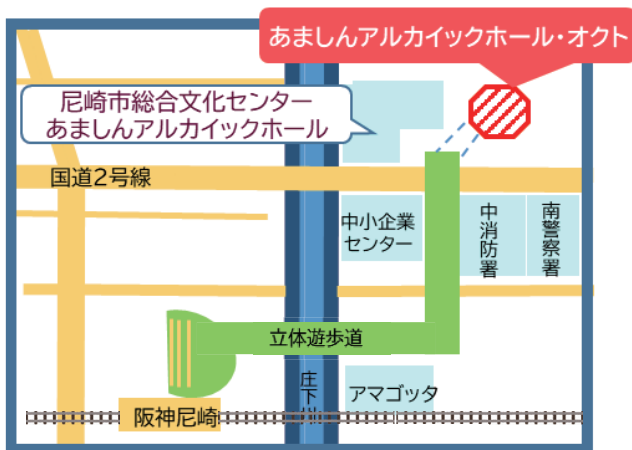 あましんアルカイックホール・オクト
尼崎市総合文化センター
あましんアルカイックホール
国道2号線
中小企業
センター
中消防署
南警察署
立体遊歩道
庄下川
アマゴッタ
阪神尼崎